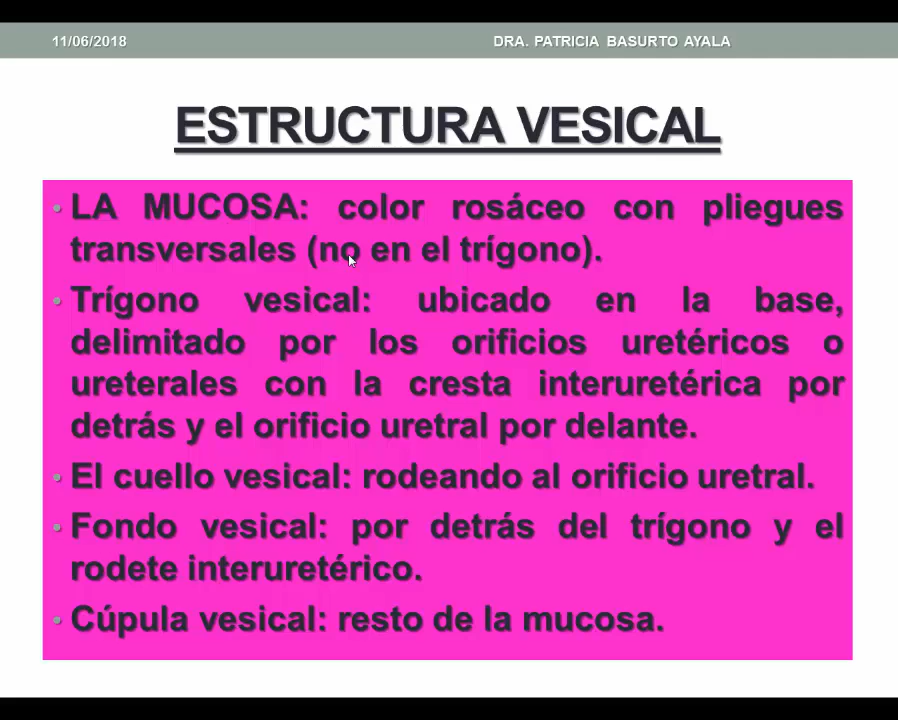 11/06/2018 DRA. PATRICIA BASURTO AYALA
ESTRUCTURA VESICAL
• LA MUCOSA: color rosáceo con pliegues
transversales (no en el trígono).
• Trígono vesical: ubicado en la base,
delimitado por los orificios uretéricos o
ureterales con la cresta interuretérica por
detrás y el orificio uretral por delante.
• El cuello vesical: rodeando al orificio uretral.
• Fondo vesical: por detrás del trígono y el
rodete interuretérico.
• Cúpula vesical: resto de la mucosa.